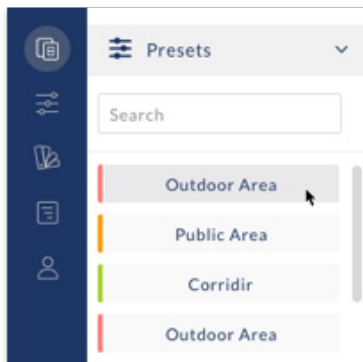 Presets
Search
Outdoor Area
Public Area
Corridir
Outdoor Area